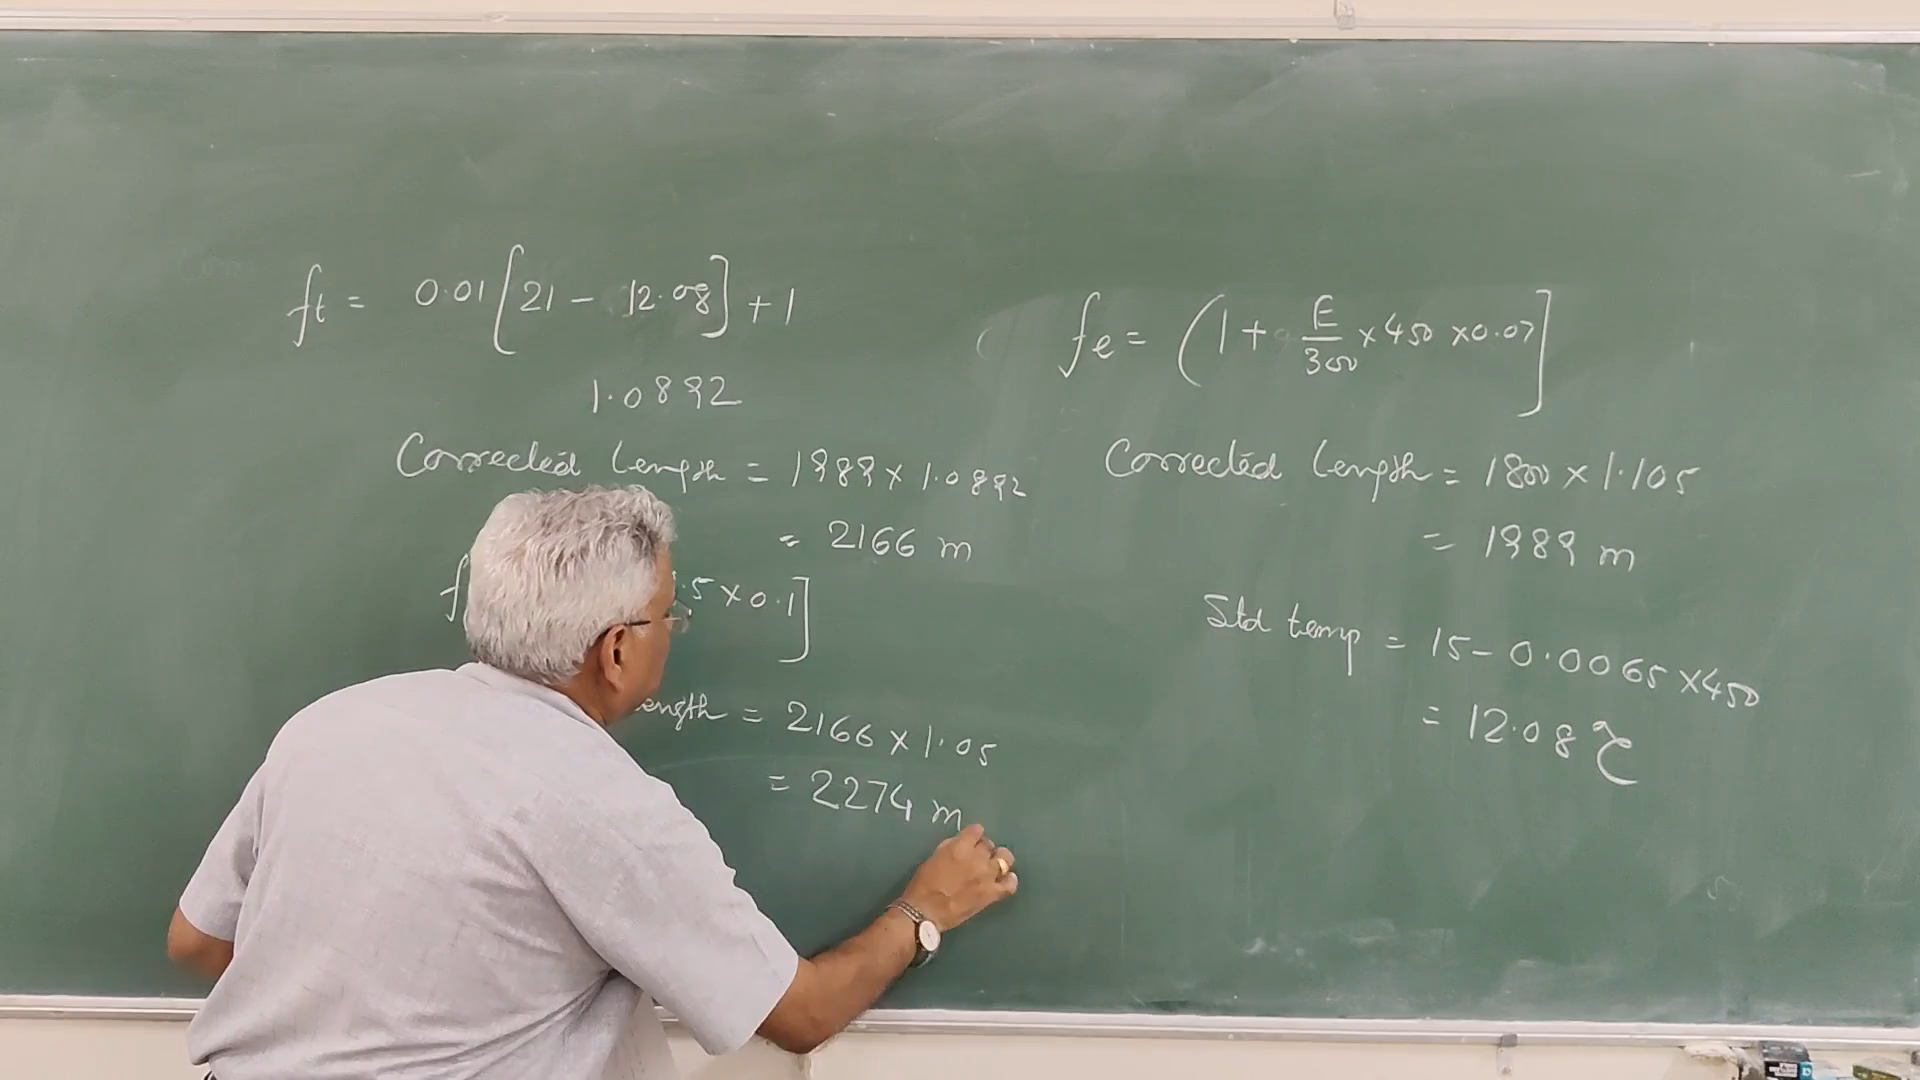 ft = 0.01 [21 - 12.08] + 1
1.0892
Corrected length = 1989 x 1.0892
= 2166 m
.5 x 0.1]
ength = 2166 x 1.05
= 2274 m
fe = (1 + E/300 x 450 x 0.07]
Corrected length = 1800 x 1.105
= 1989 m
Std temp = 15 - 0.0065 x 450
= 12.08 °C